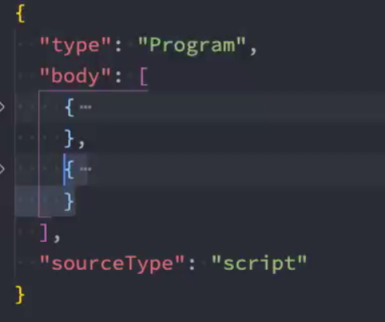 {
"type": "Program",
"body": [
{ ⋯
},
{ ⋯
}
],
"sourceType": "script"
}